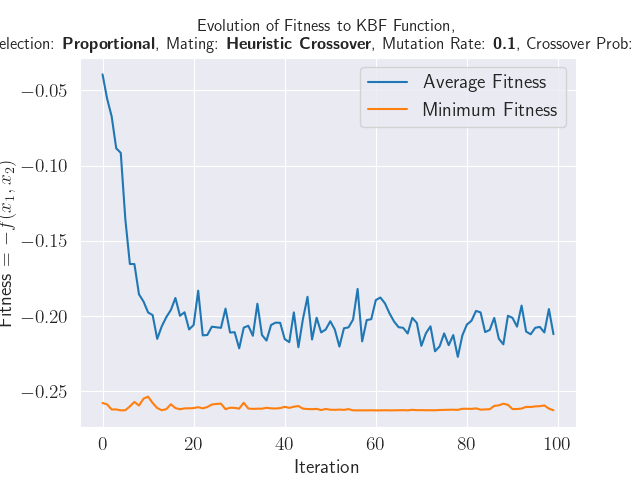 Evolution of Fitness to KBF Function,
election: Proportional, Mating: Heuristic Crossover, Mutation Rate: 0.1, Crossover Prob:
Average Fitness
Minimum Fitness
−0.05
−0.10
−0.15
−0.20
−0.25
Fitness = −f(x₁, x₂)
0 20 40 60 80 100
Iteration